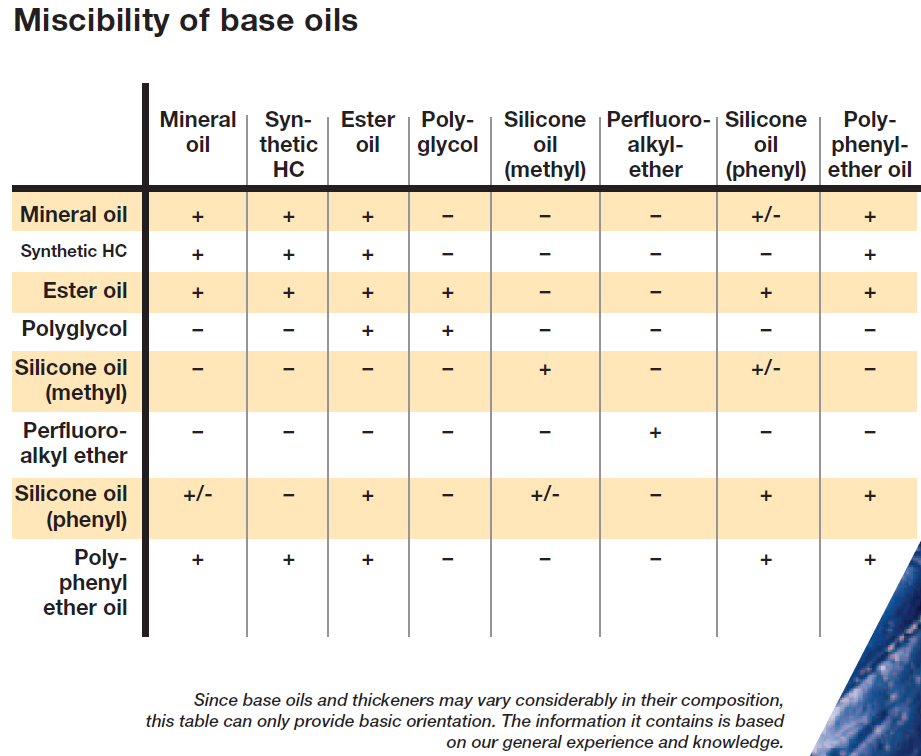 Miscibility of base oils
Mineral oil Syn-thetic HC Ester oil Poly-glycol Silicone oil (methyl) Perfluoro-alkyl-ether Silicone oil (phenyl) Poly-phenyl-ether oil
Mineral oil + + + − − − +/- +
Synthetic HC + + + − − − − +
Ester oil + + + + − − + +
Polyglycol − − + + − − − −
Silicone oil (methyl) − − − − + − +/- −
Perfluoro-alkyl ether − − − − − + − −
Silicone oil (phenyl) +/- − + − +/- − + +
Poly-phenyl ether oil + + + − − − + +
Since base oils and thickeners may vary considerably in their composition,
this table can only provide basic orientation. The information it contains is based
on our general experience and knowledge.